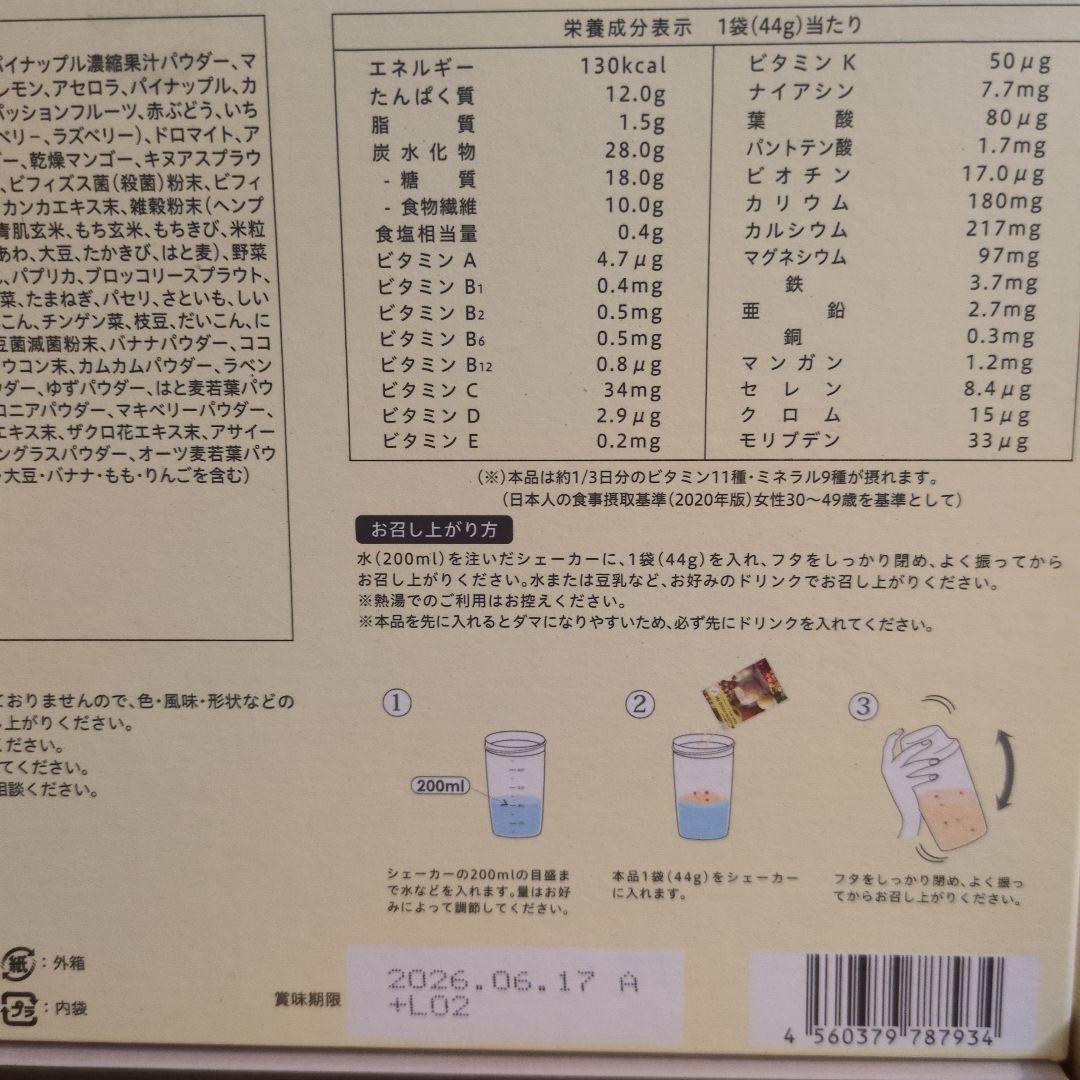 パイナップル濃縮果汁パウダー、マ
レモン、アセロラ、パイナップル、カ
パッションフルーツ、赤ぶどう、いち
ベリー、ラズベリー)、ドロマイト、ア
ー、乾燥マンゴー、キヌアスプラウ
、ビフィズス菌(殺菌)粉末、ビフィ
カンカエキス末、雑穀粉末(ヘンプ
青肌玄米、もち玄米、もちきび、米粒
あわ、大豆、たかきび、はと麦)、野菜
、パプリカ、ブロッコリースプラウト、
菜、たまねぎ、パセリ、さといも、しい
こん、チンゲン菜、枝豆、だいこん、に
豆菌滅菌粉末、バナナパウダー、ココ
ウコン末、カムカムパウダー、ラベン
ダー、ゆずパウダー、はと麦若葉パウ
ロニアパウダー、マキベリーパウダー、
エキス末、ザクロ花エキス末、アサイー
ングラスパウダー、オーツ麦若葉パウ
・大豆・バナナ・もも・りんごを含む)
栄養成分表示 1袋(44g)当たり
エネルギー 130kcal
たんぱく質 12.0g
脂質 1.5g
炭水化物 28.0g
- 糖質 18.0g
- 食物繊維 10.0g
食塩相当量 0.4g
ビタミン A 4.7μg
ビタミン B1 0.4mg
ビタミン B2 0.5mg
ビタミン B6 0.5mg
ビタミン B12 0.8μg
ビタミン C 34mg
ビタミン D 2.9μg
ビタミン E 0.2mg
ビタミン K 50μg
ナイアシン 7.7mg
葉酸 80μg
パントテン酸 1.7mg
ビオチン 17.0μg
カリウム 180mg
カルシウム 217mg
マグネシウム 97mg
鉄 3.7mg
亜鉛 2.7mg
銅 0.3mg
マンガン 1.2mg
セレン 8.4μg
クロム 15μg
モリブデン 33μg
(※)本品は約1/3日分のビタミン11種・ミネラル9種が摂れます。
(日本人の食事摂取基準(2020年版)女性30〜49歳を基準として)
お召し上がり方
水(200ml)を注いだシェーカーに、1袋(44g)を入れ、フタをしっかり閉め、よく振ってから
お召し上がりください。水または豆乳など、お好みのドリンクでお召し上がりください。
※熱湯でのご利用はお控えください。
※本品を先に入れるとダマになりやすいため、必ず先にドリンクを入れてください。
ておりませんので、色・風味・形状などの
し上がりください。
ください。
てください。
相談ください。
①
200ml
シェーカーの200mlの目盛ま
で水などを入れます。量はお好
みによって調節してください。
②
本品1袋(44g)をシェーカー
に入れます。
③
フタをしっかり閉め、よく振っ
てからお召し上がりください。
紙：外箱
プラ：内袋
賞味期限
2026.06.17 A
+L02
4 560379 787934